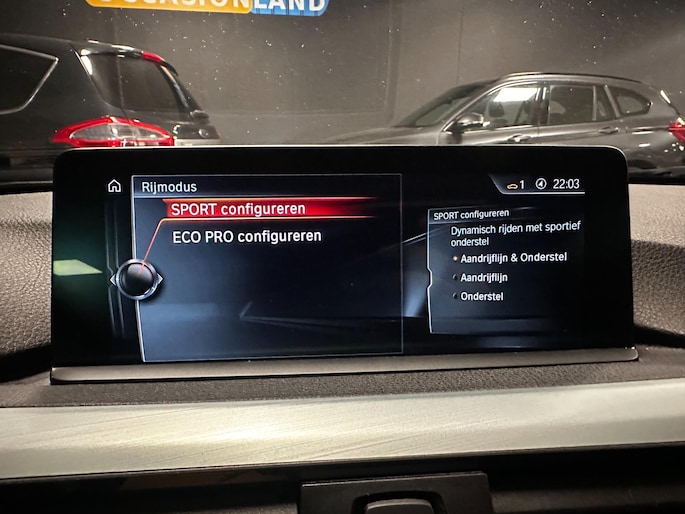 OCCASIONLAND
Rijmodus
1 22:03
SPORT configureren
ECO PRO configureren
SPORT configureren
Dynamisch rijden met sportief
onderstel
Aandrijflijn & Onderstel
Aandrijflijn
Onderstel